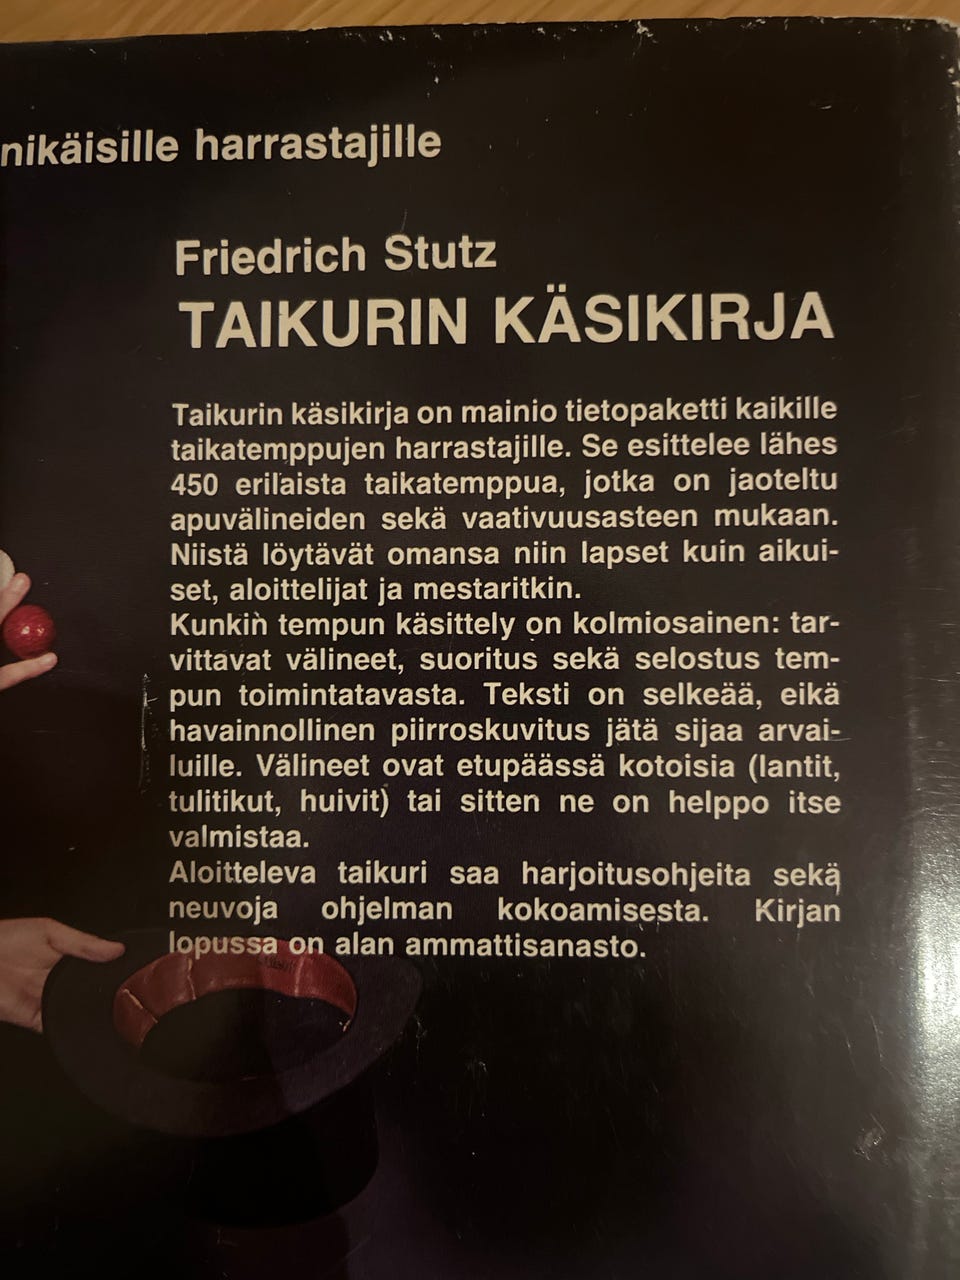 nikäisille harrastajille
Friedrich Stutz
TAIKURIN KÄSIKIRJA
Taikurin käsikirja on mainio tietopaketti kaikille
taikatemppujen harrastajille. Se esittelee lähes
450 erilaista taikatemppua, jotka on jaoteltu
apuvälineiden sekä vaativuusasteen mukaan.
Niistä löytävät omansa niin lapset kuin aikui-
set, aloittelijat ja mestaritkin.
Kunkin tempun käsittely on kolmiosainen: tar-
vittavat välineet, suoritus sekä selostus tem-
pun toimintatavasta. Teksti on selkeää, eikä
havainnollinen piirroskuvitus jätä sijaa arvai-
luille. Välineet ovat etupäässä kotoisia (lantit,
tulitikut, huivit) tai sitten ne on helppo itse
valmistaa.
Aloitteleva taikuri saa harjoitusohjeita sekä
neuvoja ohjelman kokoamisesta. Kirjan
lopussa on alan ammattisanasto.